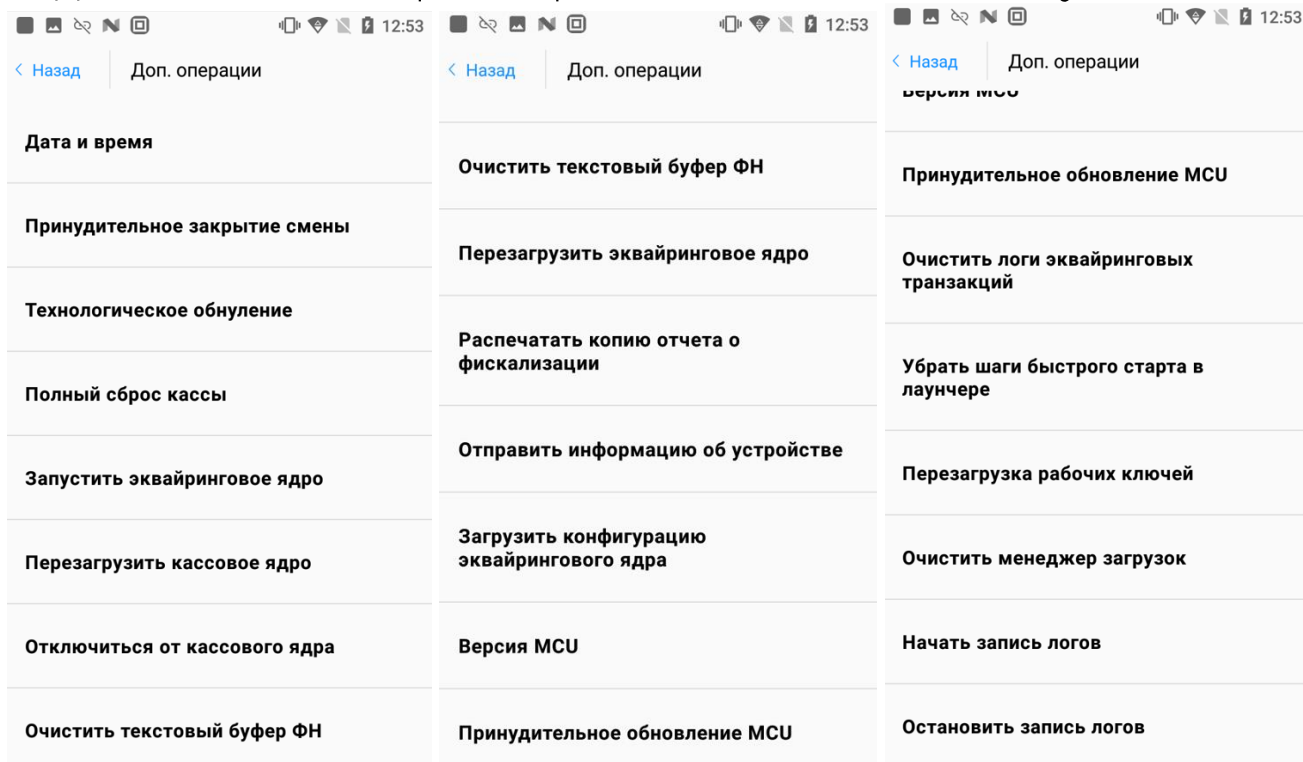 12:53
Назад
Доп. операции
Дата и время
Принудительное закрытие смены
Технологическое обнуление
Полный сброс кассы
Запустить эквайринговое ядро
Перезагрузить кассовое ядро
Отключиться от кассового ядра
Очистить текстовый буфер ФН
12:53
Назад
Доп. операции
Очистить текстовый буфер ФН
Перезагрузить эквайринговое ядро
Распечатать копию отчета о
фискализации
Отправить информацию об устройстве
Загрузить конфигурацию
эквайрингового ядра
Версия MCU
Принудительное обновление MCU
12:53
Назад
Доп. операции
Версия MCU
Принудительное обновление MCU
Очистить логи эквайринговых
транзакций
Убрать шаги быстрого старта в
лаунчере
Перезагрузка рабочих ключей
Очистить менеджер загрузок
Начать запись логов
Остановить запись логов